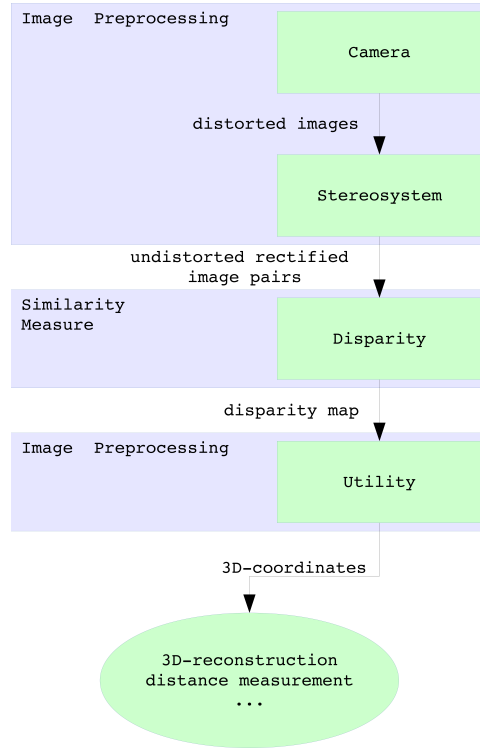 Image  Preprocessing
Camera
distorted images
Stereosystem
undistorted rectified
image pairs
Similarity
Measure
Disparity
disparity map
Image  Preprocessing
Utility
3D-coordinates
3D-reconstruction
distance measurement
...